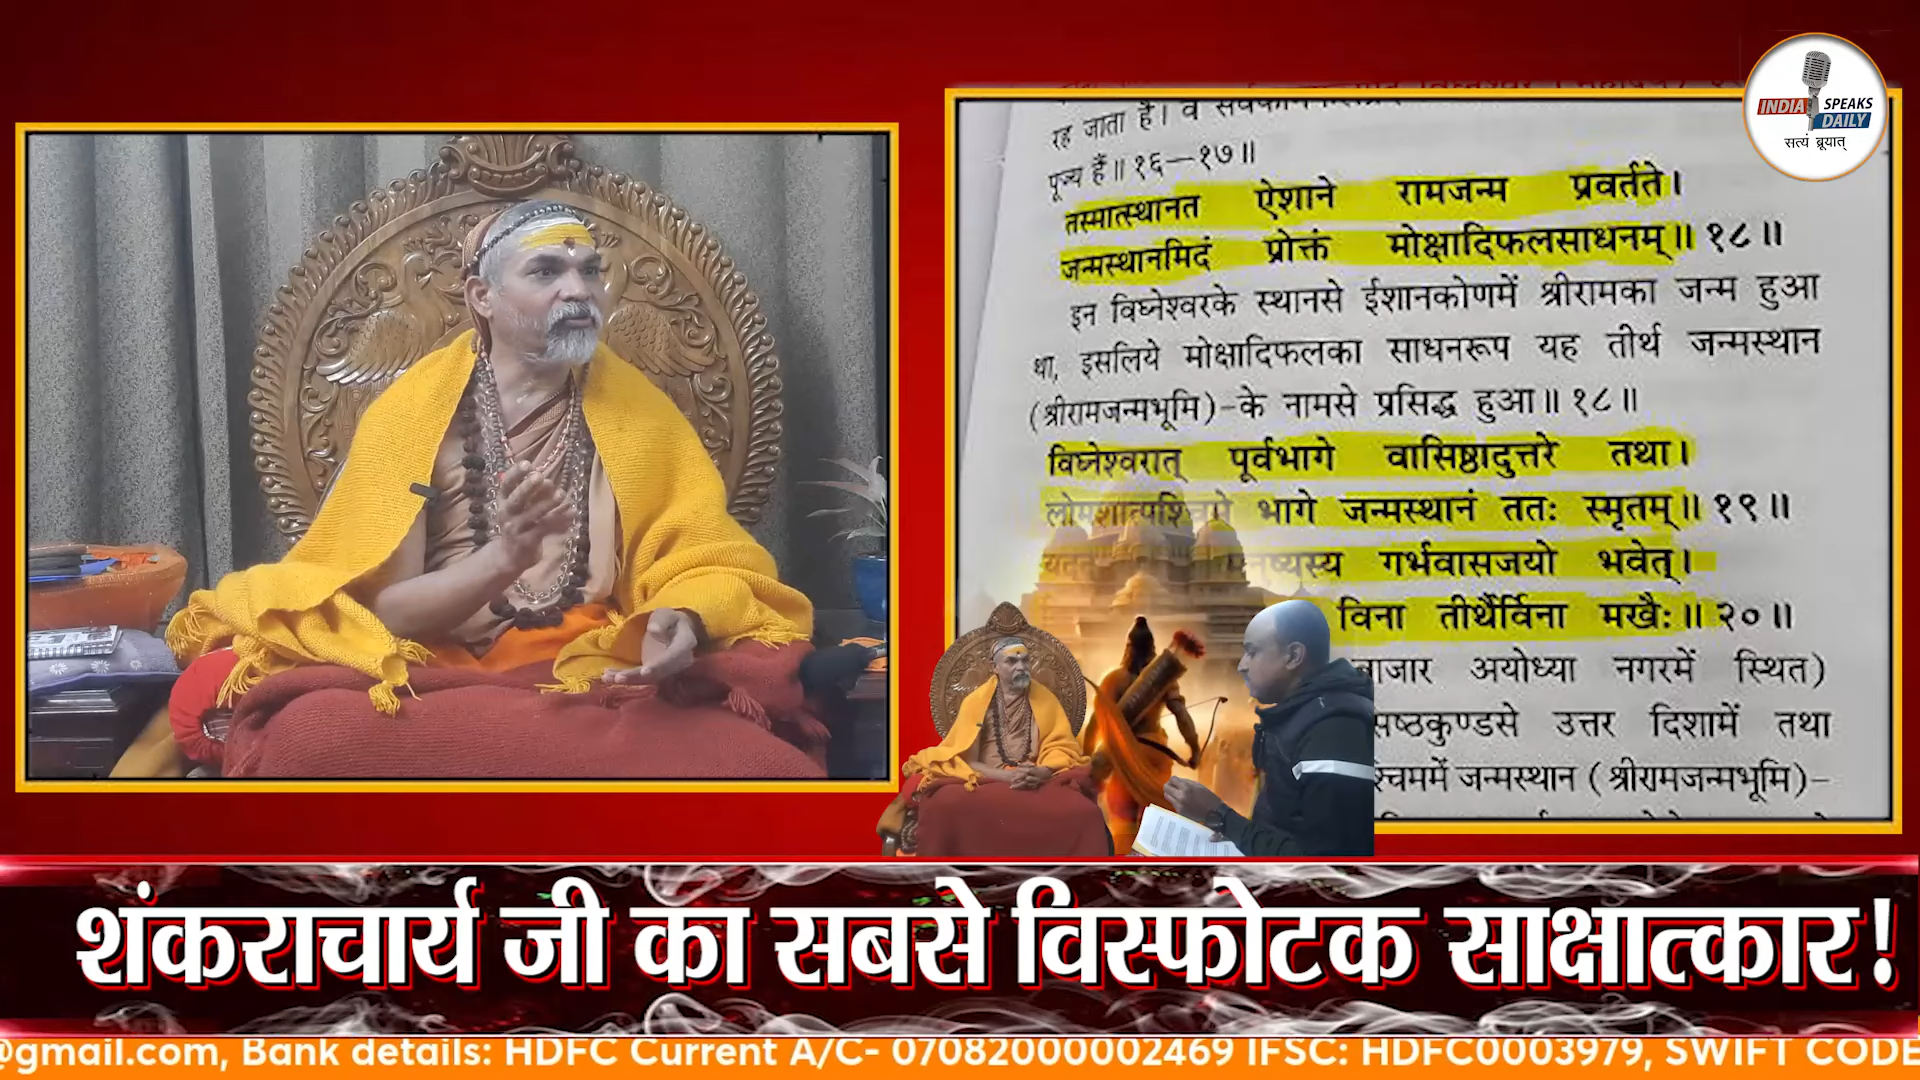 INDIA SPEAKS
DAILY
सत्यं ब्रूयात्
रह जाता है। वे
पूज्य हैं॥ १६—१७॥
तस्मात्स्थानत ऐशाने रामजन्म प्रवर्तते।
जन्मस्थानमिदं प्रोक्तं मोक्षादिफलसाधनम्॥ १८॥
इन विघ्नेश्वरके स्थानसे ईशानकोणमें श्रीरामका जन्म हुआ
था, इसलिये मोक्षादिफलका साधनरूप यह तीर्थ जन्मस्थान
(श्रीरामजन्मभूमि)-के नामसे प्रसिद्ध हुआ॥ १८॥
विघ्नेश्वरात् पूर्वभागे वासिष्ठादुत्तरे तथा।
लोमशात्पश्चिमे भागे जन्मस्थानं ततः स्मृतम्॥ १९॥
गर्भवासजयो भवेत्।
विना तीर्थैर्विना मखैः॥ २०॥
अयोध्या नगरमें स्थित)
उत्तर दिशामें तथा
जन्मस्थान (श्रीरामजन्मभूमि)-
शंकराचार्य जी का सबसे विस्फोटक साक्षात्कार!
@gmail.com, Bank details: HDFC Current A/C- 07082000002469 IFSC: HDFC0003979, SWIFT CODE